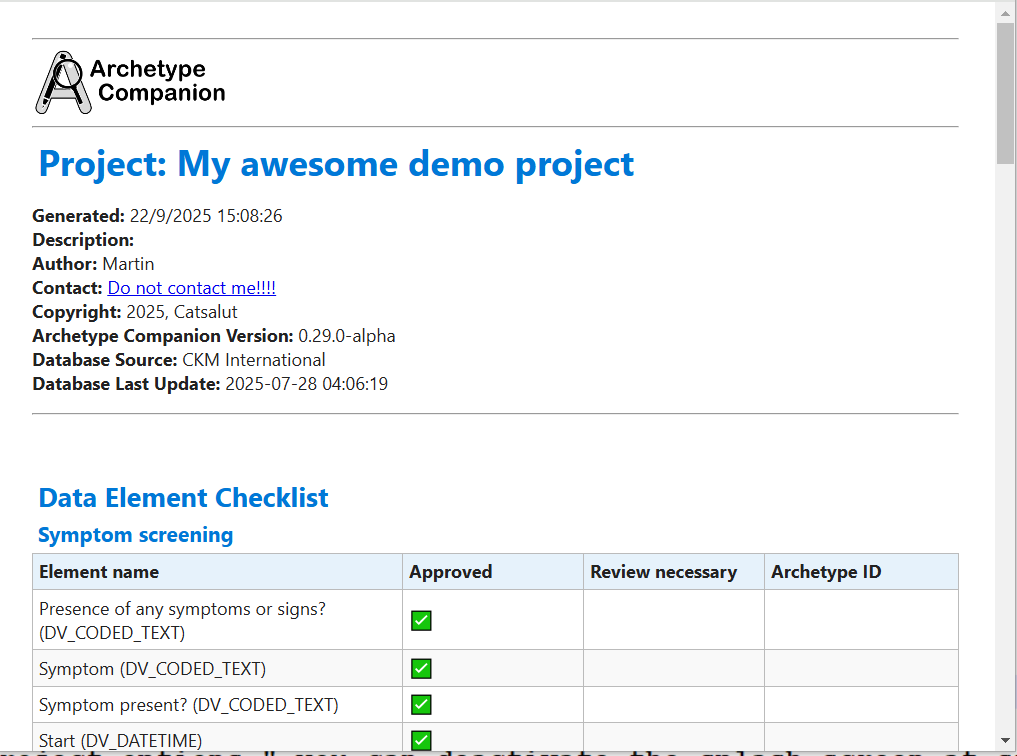 Archetype
Companion
Project: My awesome demo project
Generated: 22/9/2025 15:08:26
Description:
Author: Martin
Contact: Do not contact me!!!!
Copyright: 2025, Catsalut
Archetype Companion Version: 0.29.0-alpha
Database Source: CKM International
Database Last Update: 2025-07-28 04:06:19
Data Element Checklist
Symptom screening
Element name Approved Review necessary Archetype ID
Presence of any symptoms or signs?
(DV_CODED_TEXT)
Symptom (DV_CODED_TEXT)
Symptom present? (DV_CODED_TEXT)
Start (DV_DATETIME)